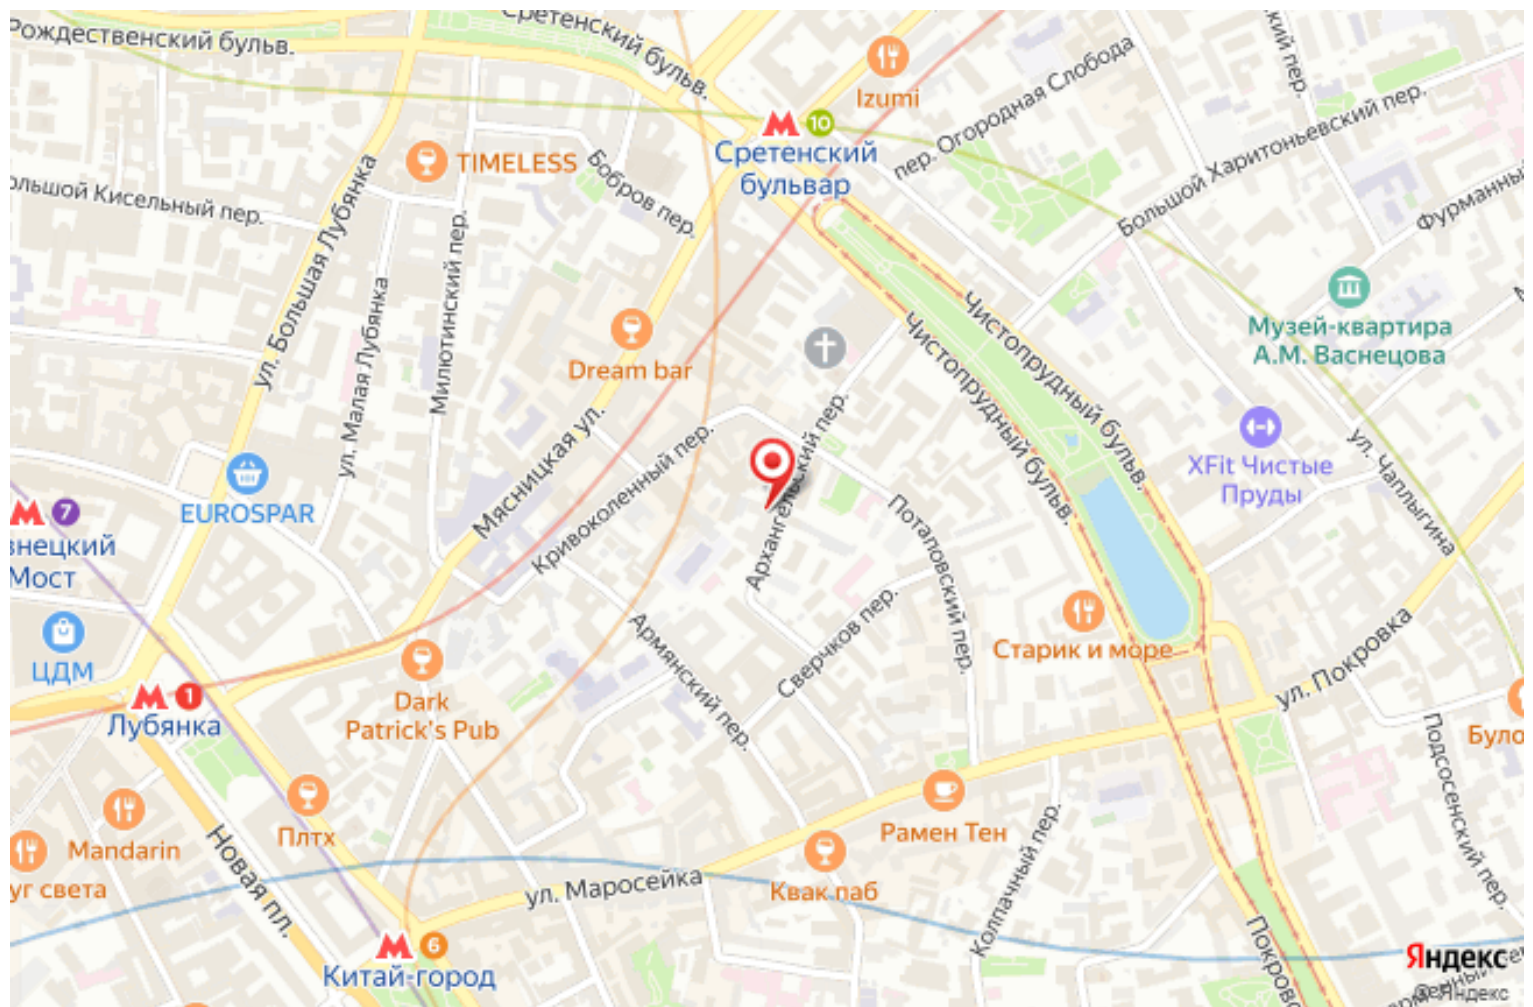 Рождественский бульв.
Сретенский бульв.
Izumi
пер. Огородная Слобода
Большой Харитоньевский пер.
10
Сретенский
бульвар
TIMELESS
Бобров пер.
Кисельный пер.
ул. Большая Лубянка
Милютинский пер.
ул. Малая Лубянка
Фурманный
Музей-квартира
А.М. Васнецова
Чистопрудный бульв.
Чистопрудный бульв.
Dream bar
Мясницкая ул.
Кривоколенный пер.
Архангельский пер.
XFit Чистые
Пруды
ул. Чаплыгина
EUROSPAR
7
знецкий
Мост
Потаповский пер.
ЦДМ
Армянский пер.
Сверчков пер.
Старик и море
ул. Покровка
1
Лубянка
Dark
Patrick's Pub
Подсосенский пер.
Було
Mandarin
Плтх
Рамен Тен
уг света
Новая пл.
ул. Маросейка
Квак паб
Колпачный пер.
6
Китай-город
Покров
Яндекс
© Яндекс